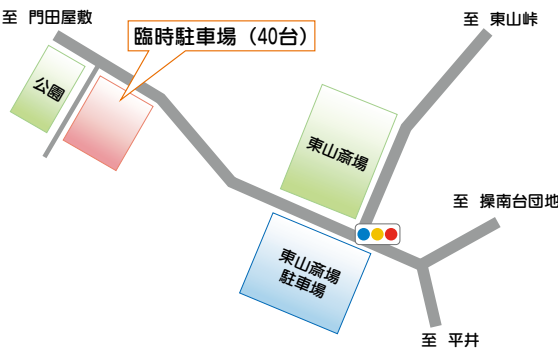 至 門田屋敷
至 東山峠
臨時駐車場（40台）
公園
東山斎場
至 操南台団地
東山斎場
駐車場
至 平井